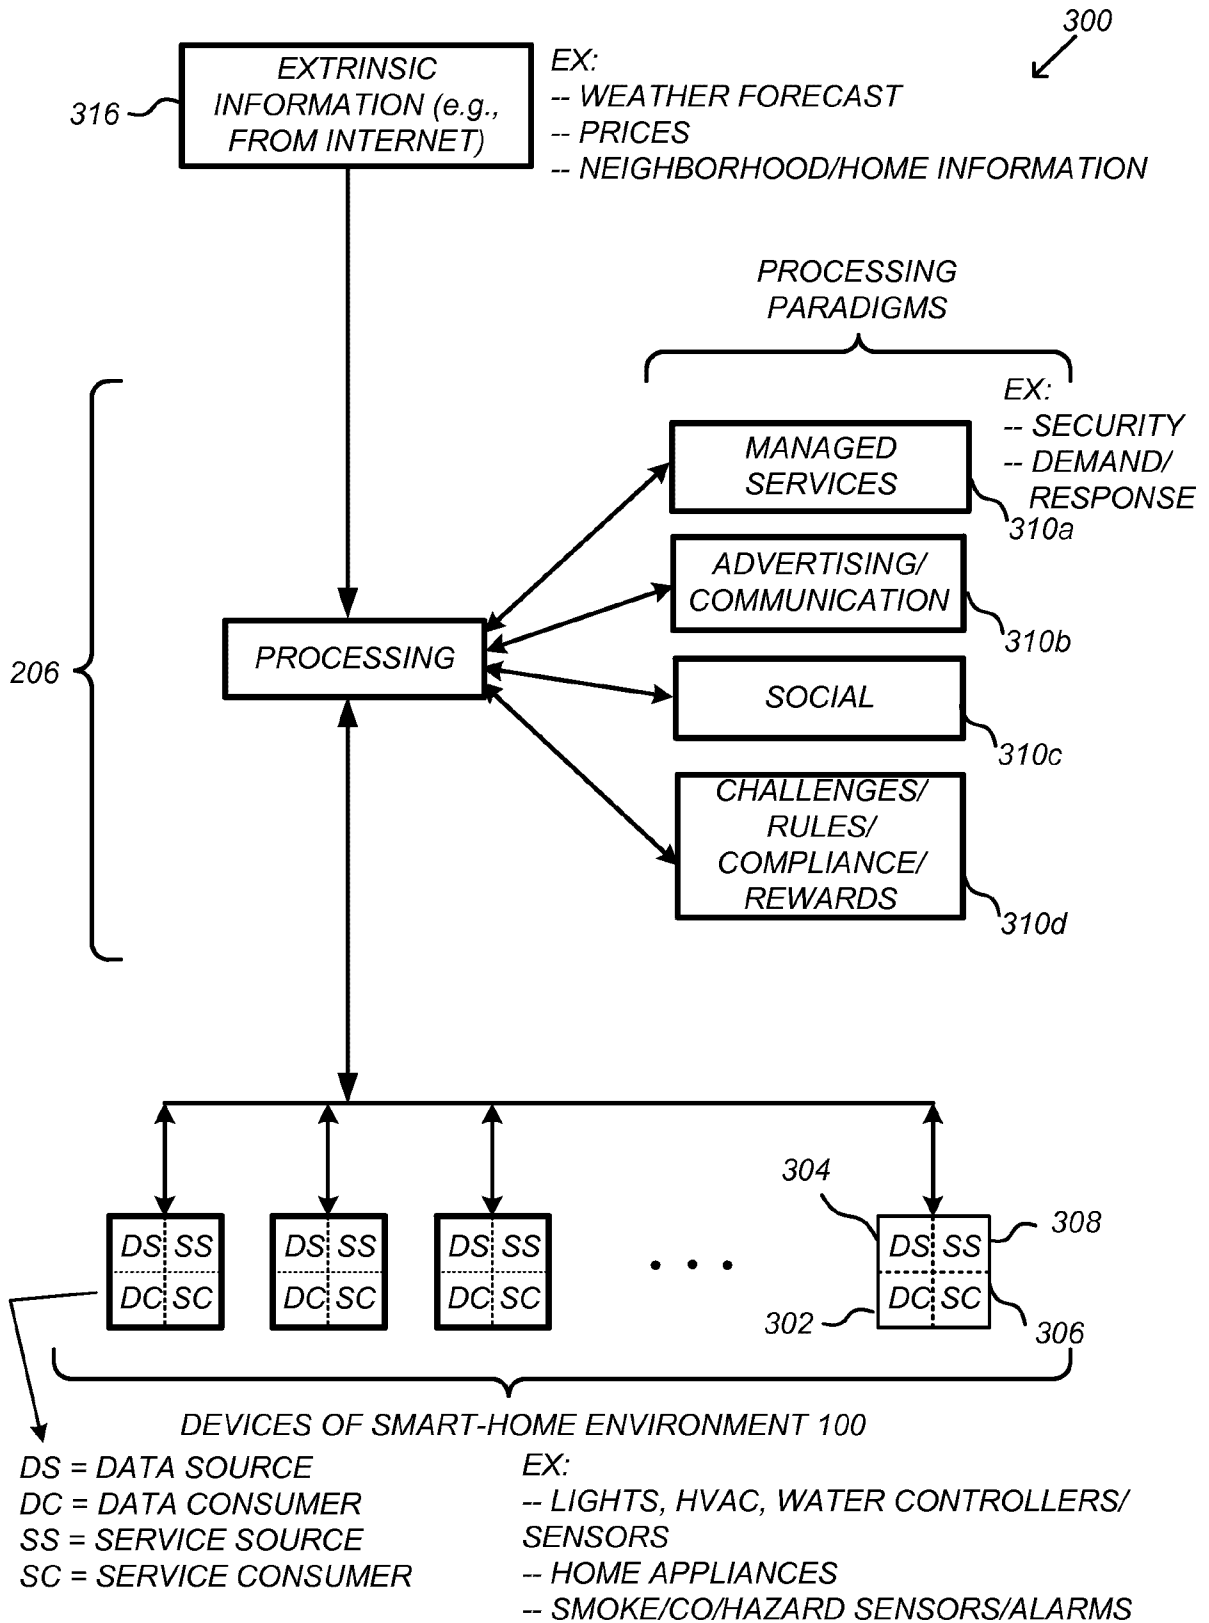 300
EXTRINSIC
INFORMATION (e.g.,
FROM INTERNET)
316
EX:
-- WEATHER FORECAST
-- PRICES
-- NEIGHBORHOOD/HOME INFORMATION
PROCESSING
PARADIGMS
EX:
-- SECURITY
-- DEMAND/
RESPONSE
MANAGED
SERVICES
310a
ADVERTISING/
COMMUNICATION
310b
206
PROCESSING
SOCIAL
310c
CHALLENGES/
RULES/
COMPLIANCE/
REWARDS
310d
304
308
DS SS
DC SC
DS SS
DC SC
DS SS
DC SC
. . .
DS SS
DC SC
302
306
DEVICES OF SMART-HOME ENVIRONMENT 100
DS = DATA SOURCE
DC = DATA CONSUMER
SS = SERVICE SOURCE
SC = SERVICE CONSUMER
EX:
-- LIGHTS, HVAC, WATER CONTROLLERS/
SENSORS
-- HOME APPLIANCES
-- SMOKE/CO/HAZARD SENSORS/ALARMS